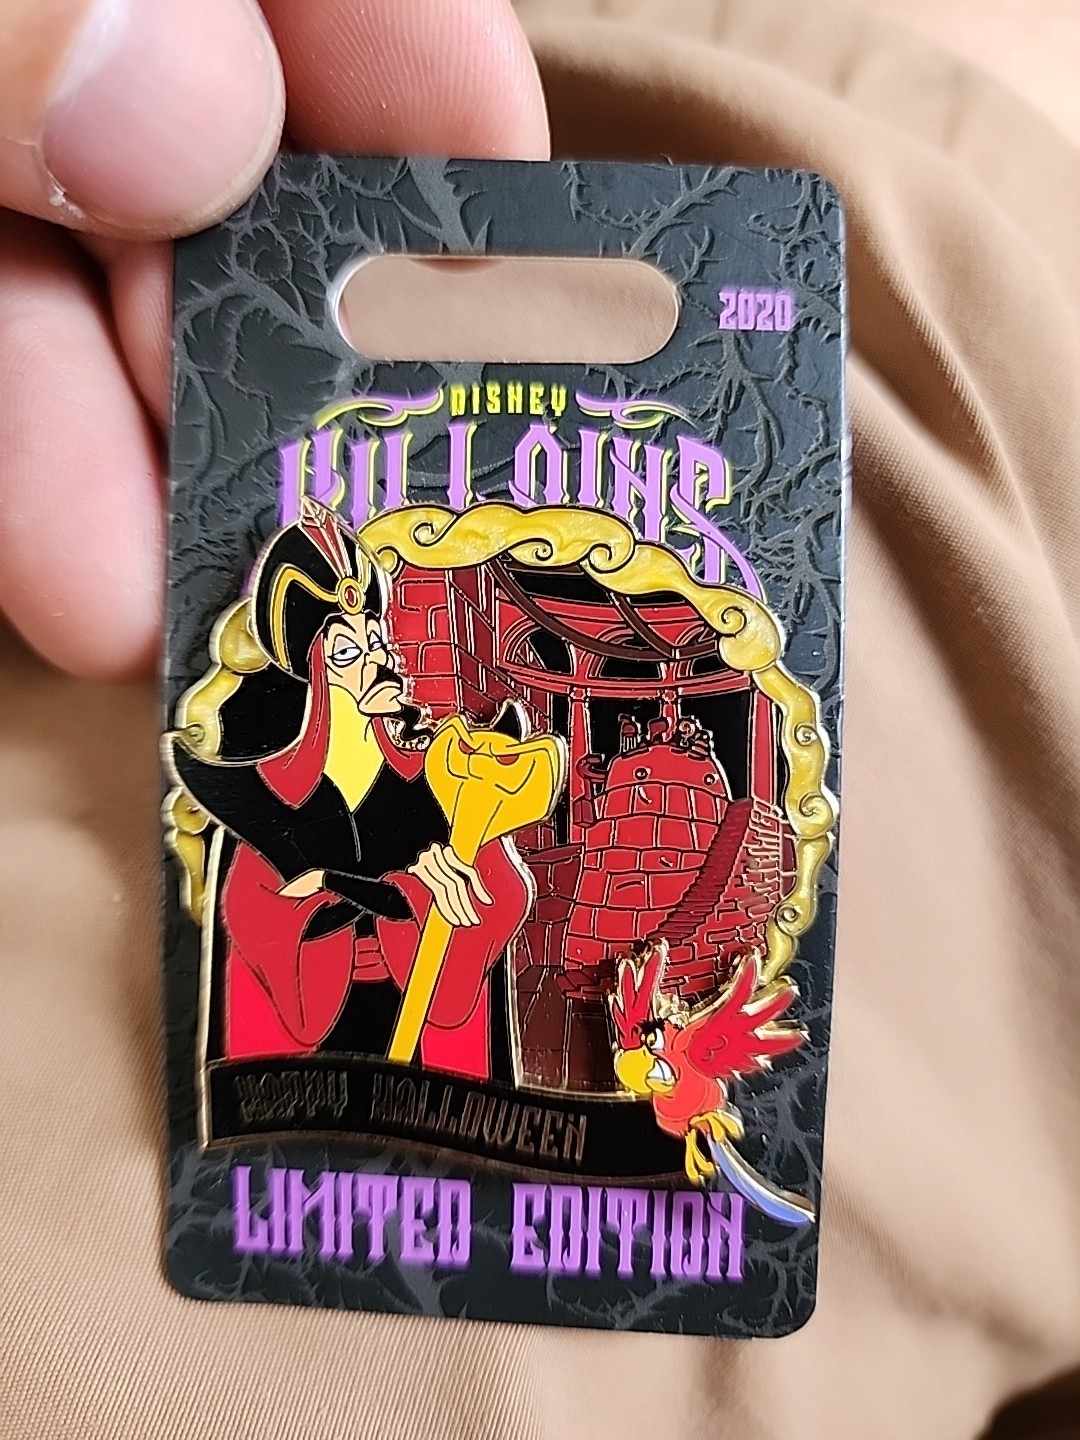 2020
DISNEY
VILLAINS
HAPPY HALLOWEEN
LIMITED EDITION